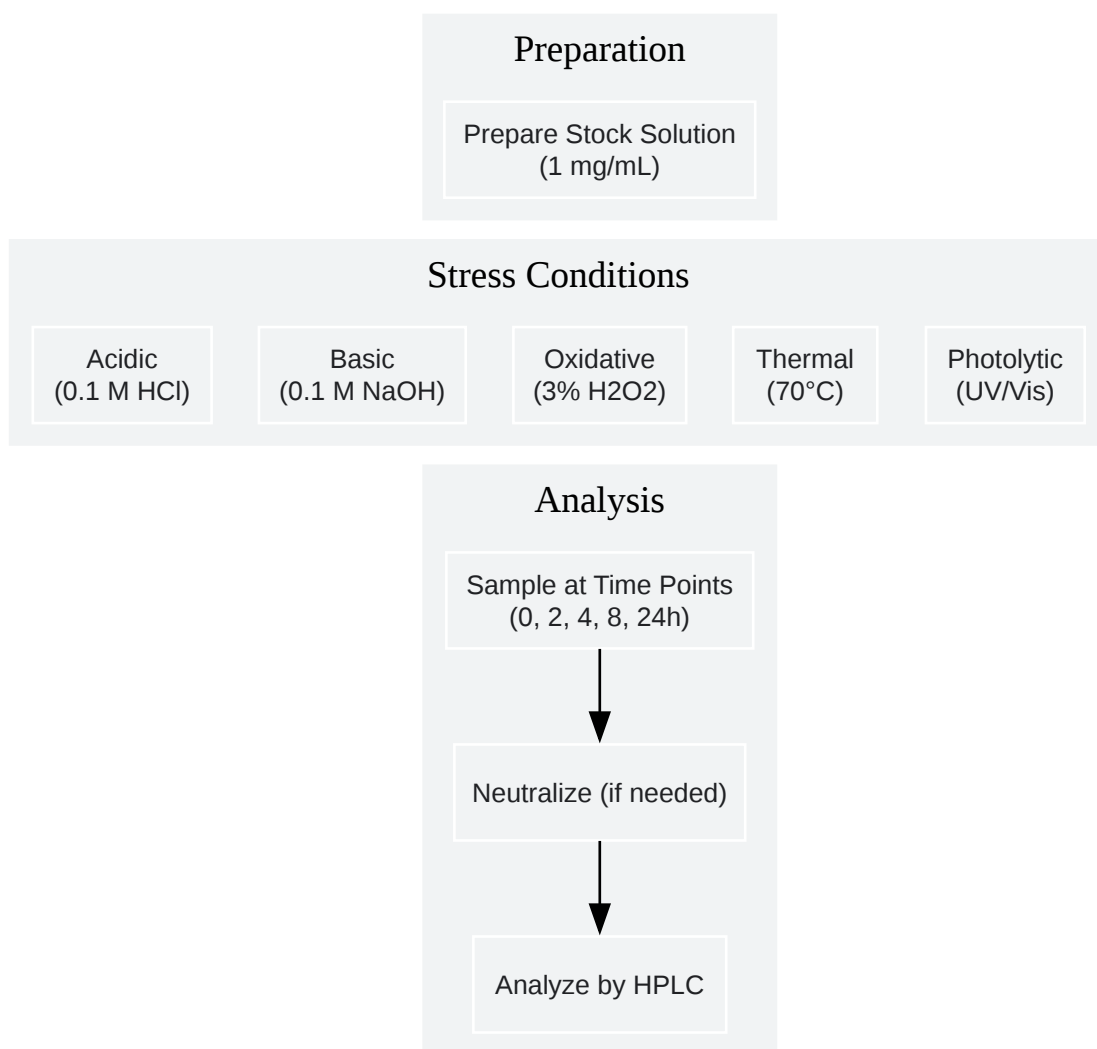 Preparation
Prepare Stock Solution
(1 mg/mL)
Stress Conditions
Acidic
(0.1 M HCl)
Basic
(0.1 M NaOH)
Oxidative
(3% H2O2)
Thermal
(70°C)
Photolytic
(UV/Vis)
Analysis
Sample at Time Points
(0, 2, 4, 8, 24h)
Neutralize (if needed)
Analyze by HPLC